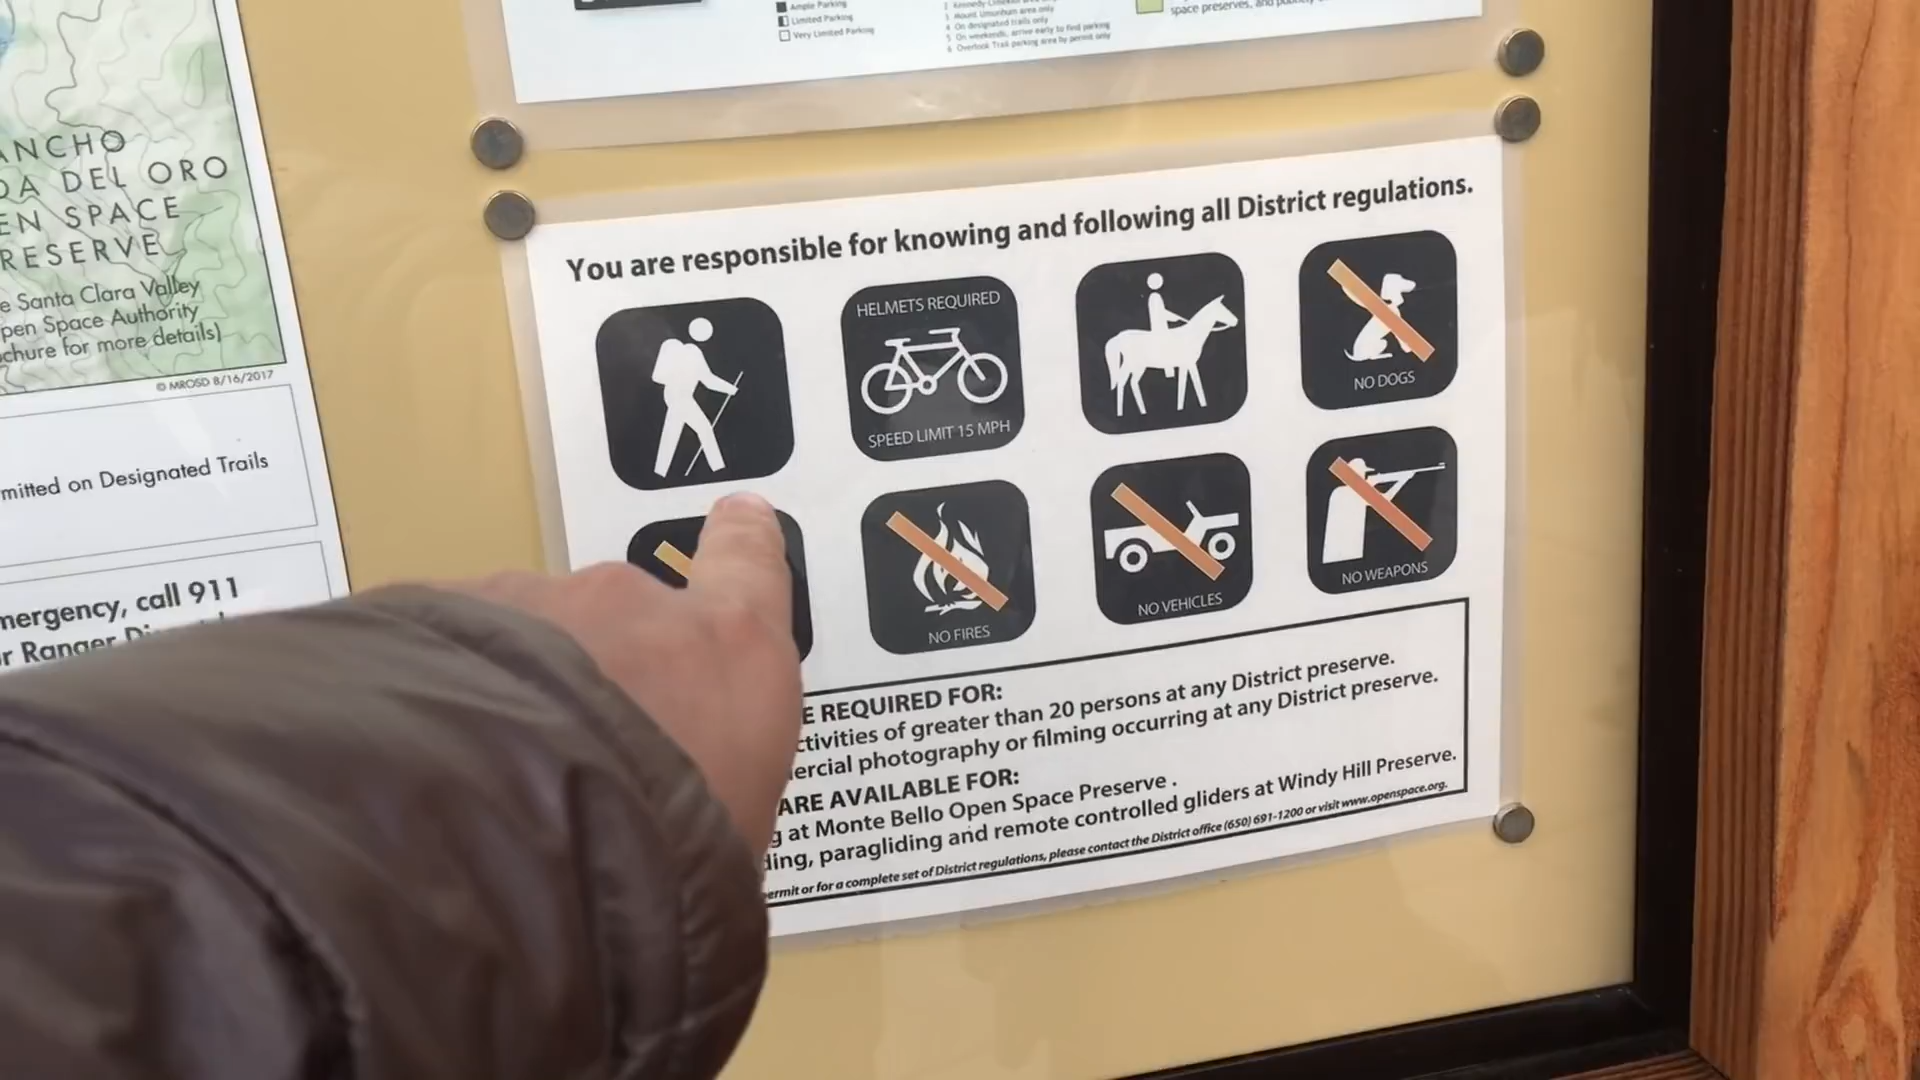 Ample Parking
Limited Parking
Very Limited Parking
3 Mount Umunhum area only
4 On designated trails only
5 On weekends, arrive early to find parking
6 Overlook Trail parking area by permit only
space preserves, and
ANCHO
DA DEL ORO
EN SPACE
RESERVE
e Santa Clara Valley
pen Space Authority
chure for more details)
© MROSD 8/16/2017
mitted on Designated Trails
mergency, call 911
r Ranger
You are responsible for knowing and following all District regulations.
HELMETS REQUIRED
SPEED LIMIT 15 MPH
NO DOGS
NO FIRES
NO VEHICLES
NO WEAPONS
E REQUIRED FOR:
ctivities of greater than 20 persons at any District preserve.
ercial photography or filming occurring at any District preserve.
ARE AVAILABLE FOR:
g at Monte Bello Open Space Preserve .
ding, paragliding and remote controlled gliders at Windy Hill Preserve.
ermit or for a complete set of District regulations, please contact the District office (650) 691-1200 or visit www.openspace.org.